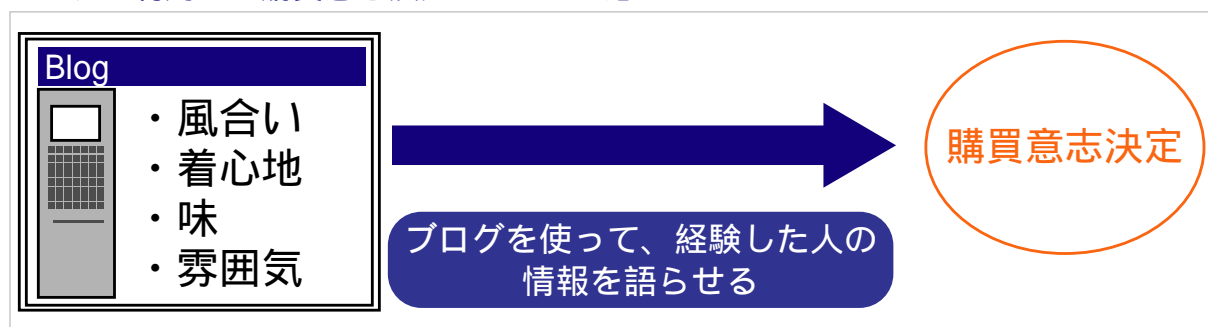 Blog
・風合い
・着心地
・味
・雰囲気
ブログを使って、経験した人の
情報を語らせる
購買意志決定